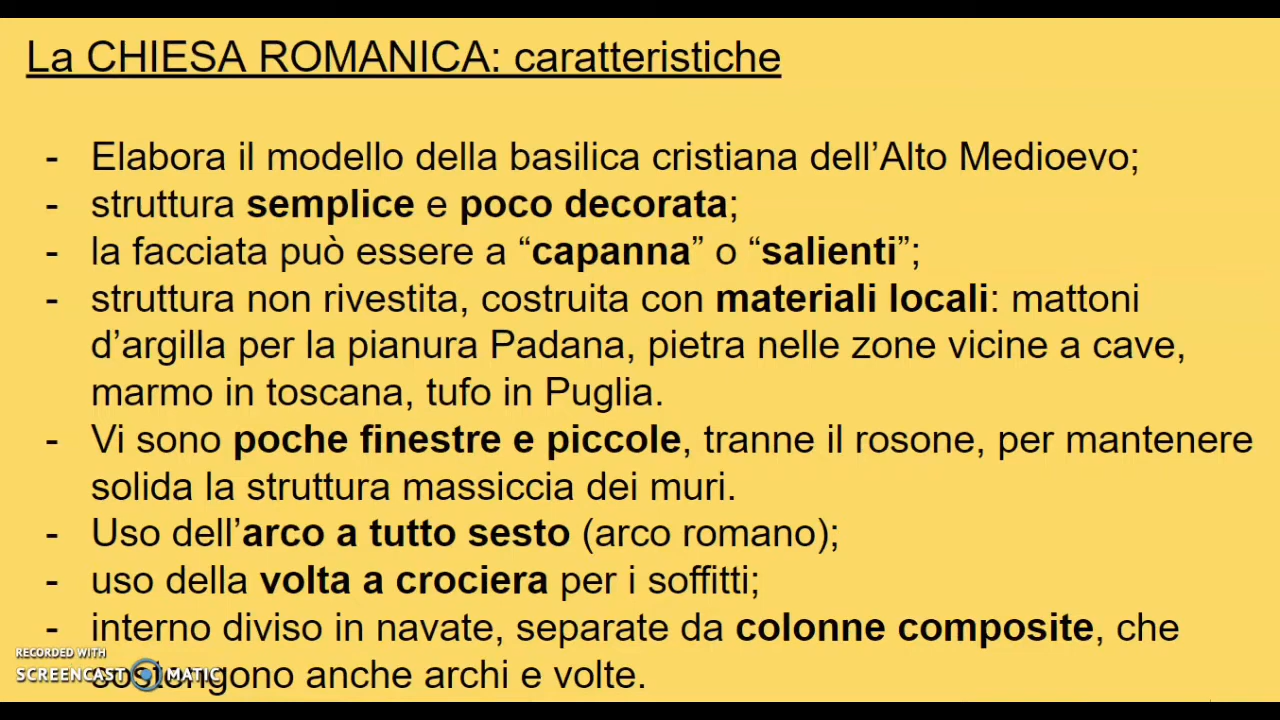 La CHIESA ROMANICA: caratteristiche
- Elabora il modello della basilica cristiana dell’Alto Medioevo;
- struttura semplice e poco decorata;
- la facciata può essere a “capanna” o “salienti”;
- struttura non rivestita, costruita con materiali locali: mattoni
d’argilla per la pianura Padana, pietra nelle zone vicine a cave,
marmo in toscana, tufo in Puglia.
- Vi sono poche finestre e piccole, tranne il rosone, per mantenere
solida la struttura massiccia dei muri.
- Uso dell’arco a tutto sesto (arco romano);
- uso della volta a crociera per i soffitti;
- interno diviso in navate, separate da colonne composite, che
sostengono anche archi e volte.
RECORDED WITH
SCREENCAST MATIC